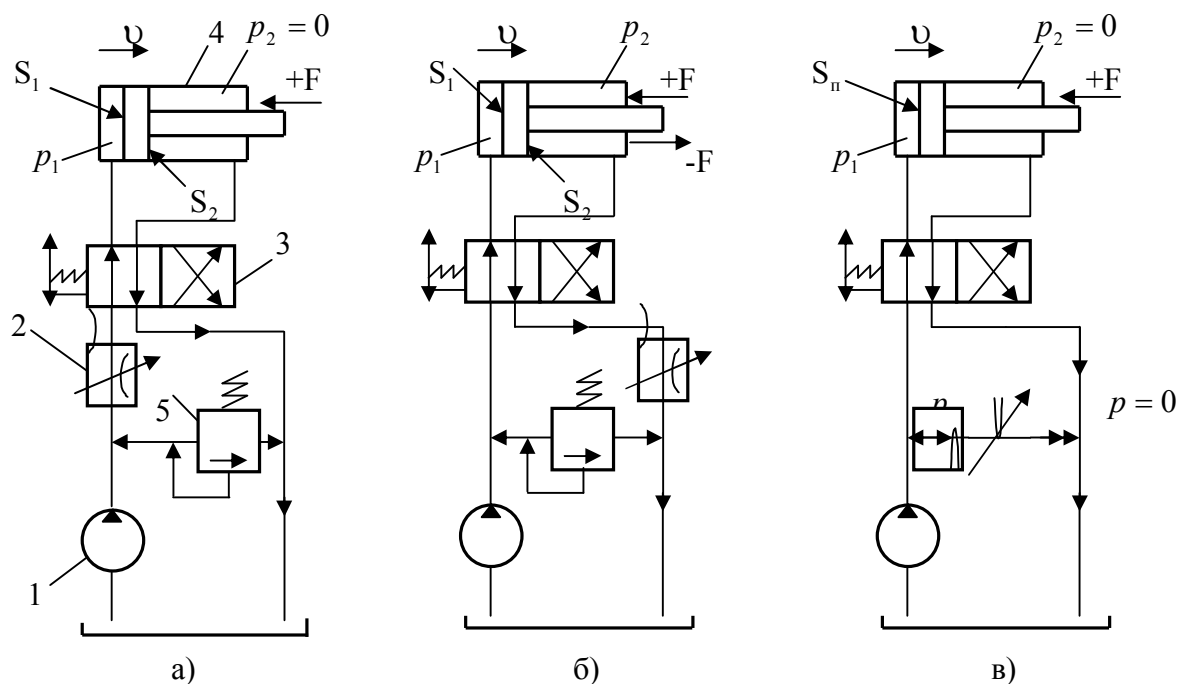 υ
4
p₂ = 0
S₁
+F
p₁
S₂
3
2
5
1
а)
υ
p₂
S₁
+F
p₁
-F
S₂
б)
υ
p₂ = 0
Sп
+F
p₁
p = 0
в)